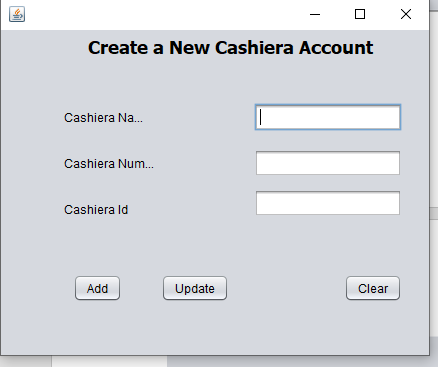 Create a New Cashiera Account
Cashiera Na...
Cashiera Num...
Cashiera Id
Add Update Clear